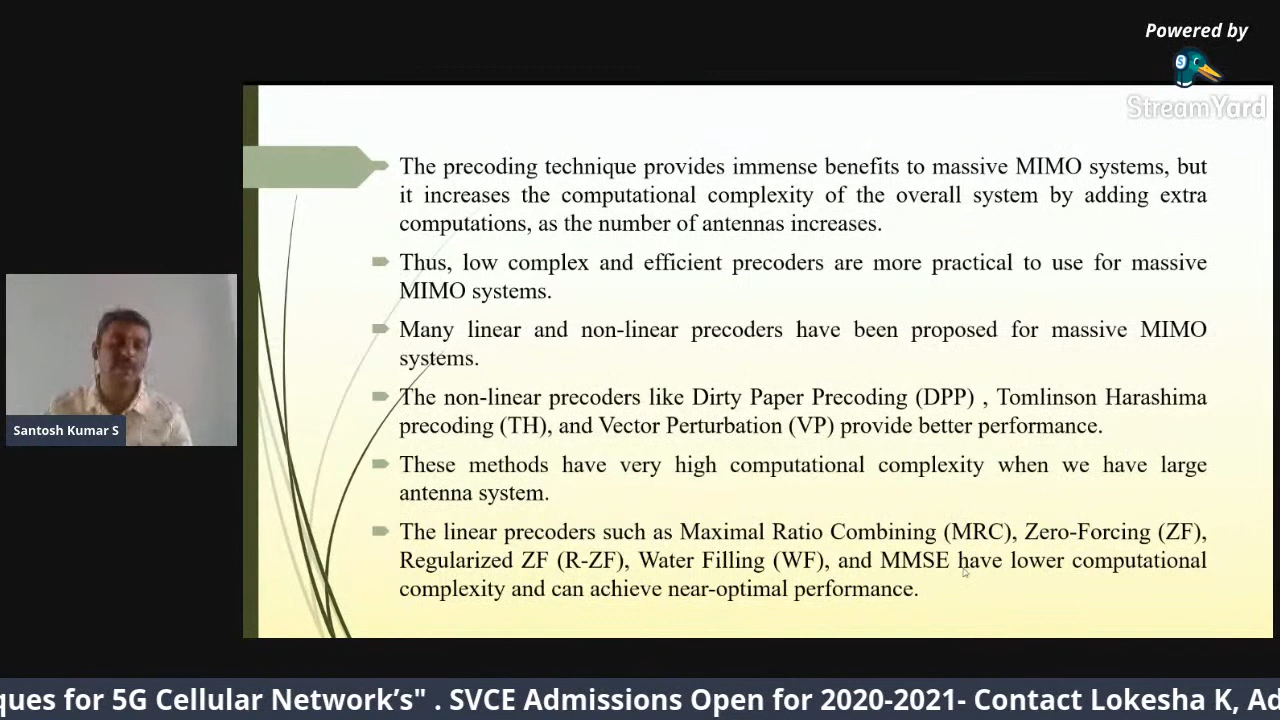 Powered by
S
StreamYard
The precoding technique provides immense benefits to massive MIMO systems, but
it increases the computational complexity of the overall system by adding extra
computations, as the number of antennas increases.
Thus, low complex and efficient precoders are more practical to use for massive
MIMO systems.
Many linear and non-linear precoders have been proposed for massive MIMO
systems.
The non-linear precoders like Dirty Paper Precoding (DPP) , Tomlinson Harashima
precoding (TH), and Vector Perturbation (VP) provide better performance.
These methods have very high computational complexity when we have large
antenna system.
The linear precoders such as Maximal Ratio Combining (MRC), Zero-Forcing (ZF),
Regularized ZF (R-ZF), Water Filling (WF), and MMSE have lower computational
complexity and can achieve near-optimal performance.
Santosh Kumar S
ques for 5G Cellular Network’s" . SVCE Admissions Open for 2020-2021- Contact Lokesha K, Ad